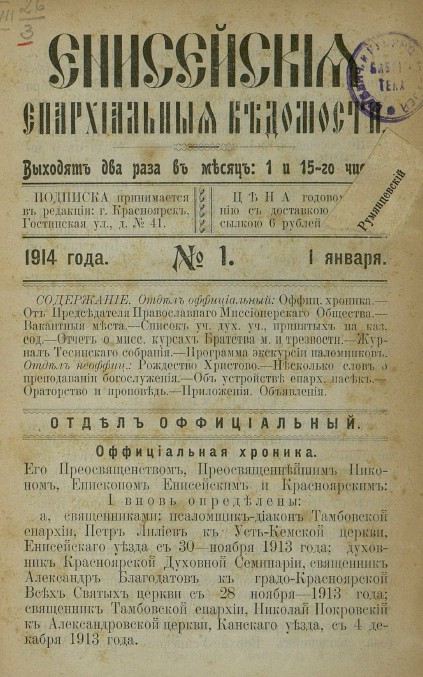 26
3
ЕНИСЕЙСКІЯ
ЕПАРХІАЛЬНЫЯ ВѢДОМОСТИ.
Выходятъ два раза въ мѣсяцъ: 1 и 15-го
Румянцевскій
ПОДПИСКА принимается
въ редакціи: г. Красноярскъ,
Гостинская ул., д. № 41.
ЦѢНА годовому
нію съ доставкою
сылкою 6 рублей
1914 года.
№ 1.
1 января.
СОДЕРЖАНІЕ. Отдѣлъ оффиціальный: Оффиц. хроника.—
Отъ Предсѣдателя Православнаго Миссіонерскаго Общества.—
Вакантныя мѣста.—Списокъ уч. дух. уч., принятыхъ на каз.
сод.—Отчетъ о мисс. курсахъ Братства м. и трезвости.—Жур-
налъ Тесинскаго собранія.—Программа экскурсіи паломниковъ.
Отдѣлъ неоффиц.: Рождество Христово.—Нѣсколько словъ о
преподаваніи богослуженія.—Объ устройствѣ епарх. пасѣкъ.—
Ораторство и проповѣдь.—Приложенія. Объявленія.
ОТДѢЛЪ ОФФИЦІАЛЬНЫЙ.
Оффиціальная хроника.
Его Преосвященствомъ, Преосвященнѣйшимъ Нико-
номъ, Епископомъ Енисейскимъ и Красноярскимъ:
1 вновь опредѣлены:
а, священниками: псаломщикъ-діаконъ Тамбовской
епархіи, Петръ Лиліевъ къ Усть-Кемской церкви,
Енисейскаго уѣзда съ 30—ноября 1913 года; духов-
никъ Красноярской Духовной Семинаріи, священникъ
Александръ Благодатовъ къ градо-Красноярской
Всѣхъ Святыхъ церкви съ 28 ноября—1913 года;
священникъ Тамбовской епархіи, Николай Покровскій
къ Александровской церкви, Канскаго уѣзда, съ 4 де-
кабря 1913 года.